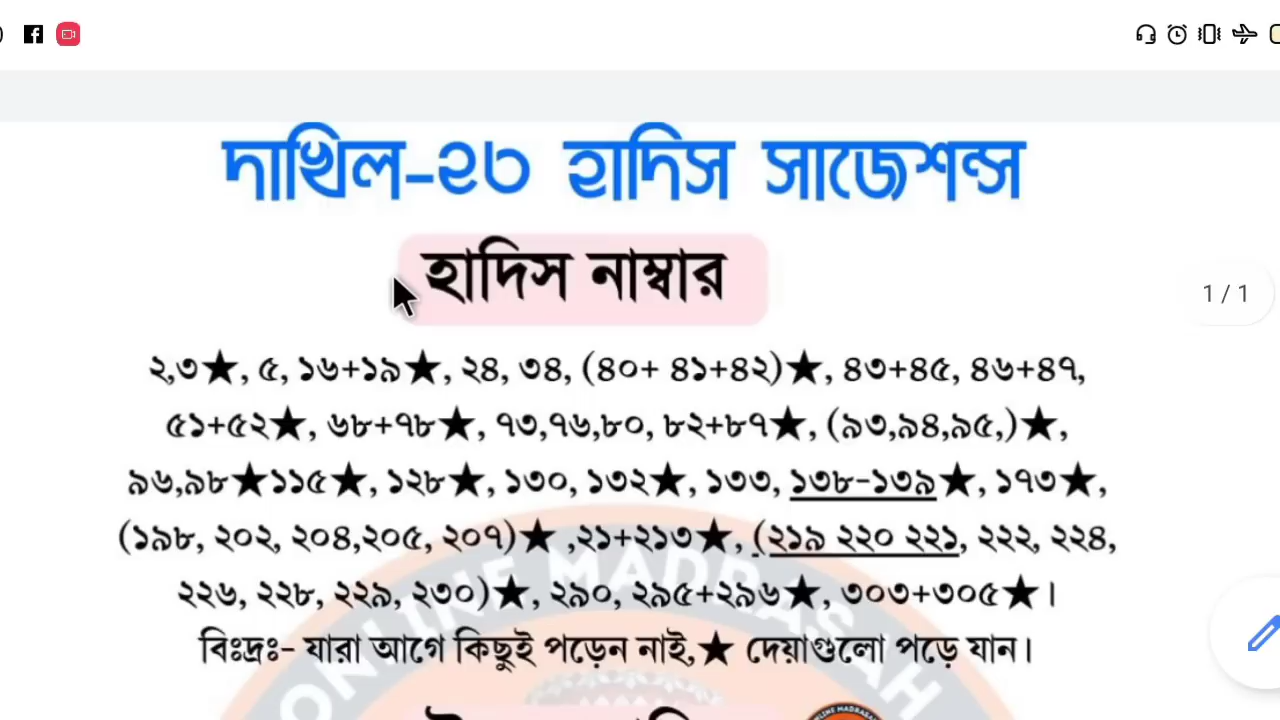 দাখিল-২৩ হাদিস সাজেশন্স
হাদিস নাম্বার
1 / 1
২,৩★, ৫, ১৬+১৯★, ২৪, ৩৪, (৪০+ ৪১+৪২)★, ৪৩+৪৫, ৪৬+৪৭,
৫১+৫২★, ৬৮+৭৮★, ৭৩,৭৬,৮০, ৮২+৮৭★, (৯৩,৯৪,৯৫,)★,
৯৬,৯৮★১১৫★, ১২৮★, ১৩০, ১৩২★, ১৩৩, ১৩৮-১৩৯★, ১৭৩★,
(১৯৮, ২০২, ২০৪,২০৫, ২০৭)★ ,২১+২১৩★, (২১৯ ২২০ ২২১, ২২২, ২২৪,
২২৬, ২২৮, ২২৯, ২৩০)★, ২৯০, ২৯৫+২৯৬★, ৩০৩+৩০৫★।
বিঃদ্রঃ- যারা আগে কিছুই পড়েন নাই,★ দেয়াগুলো পড়ে যান।
ONLINE MADRASAH